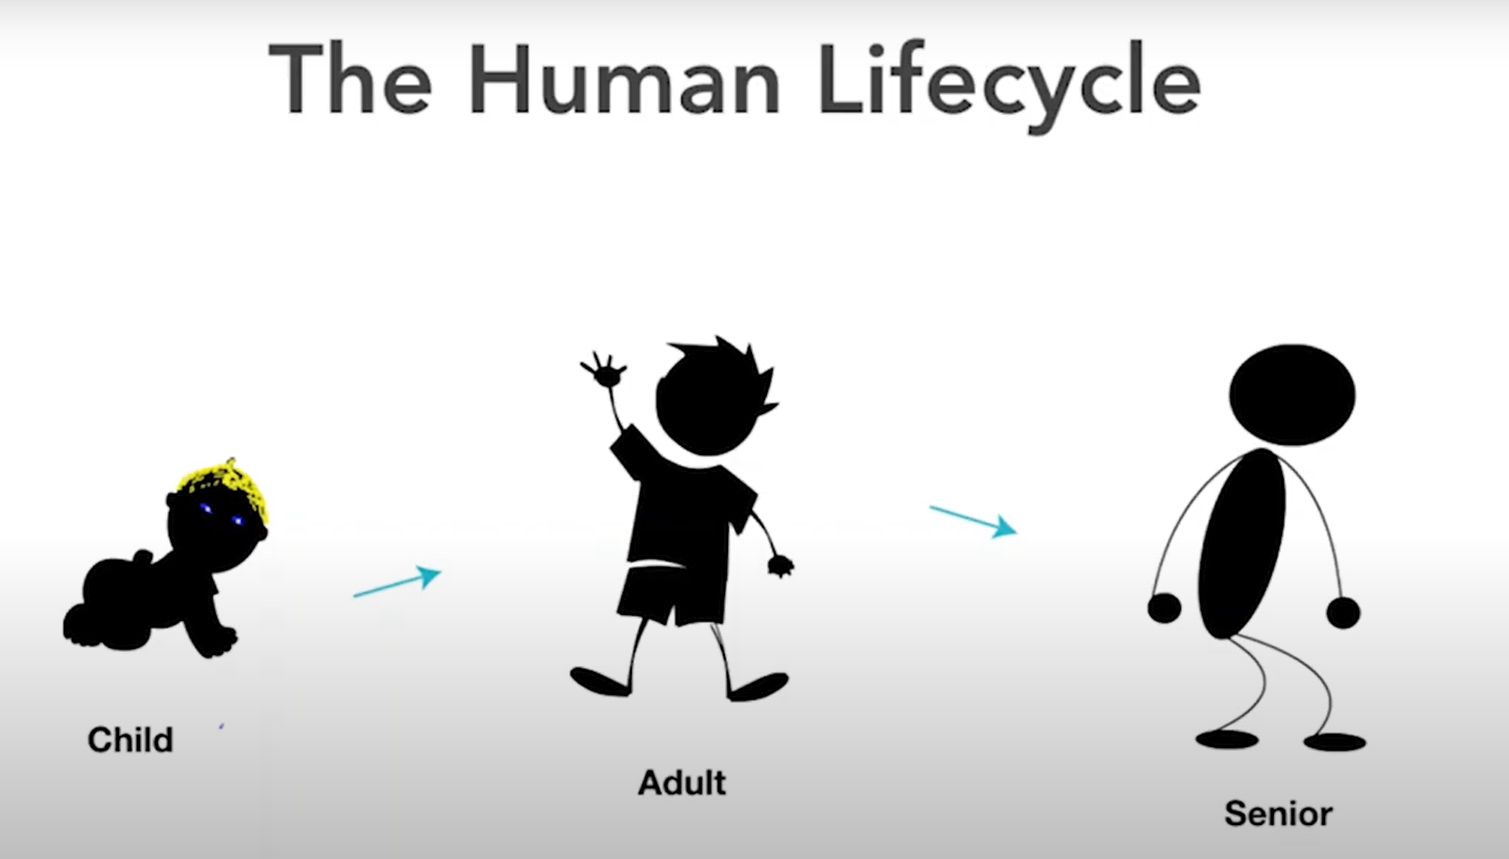 The Human Lifecycle
Child
Adult
Senior